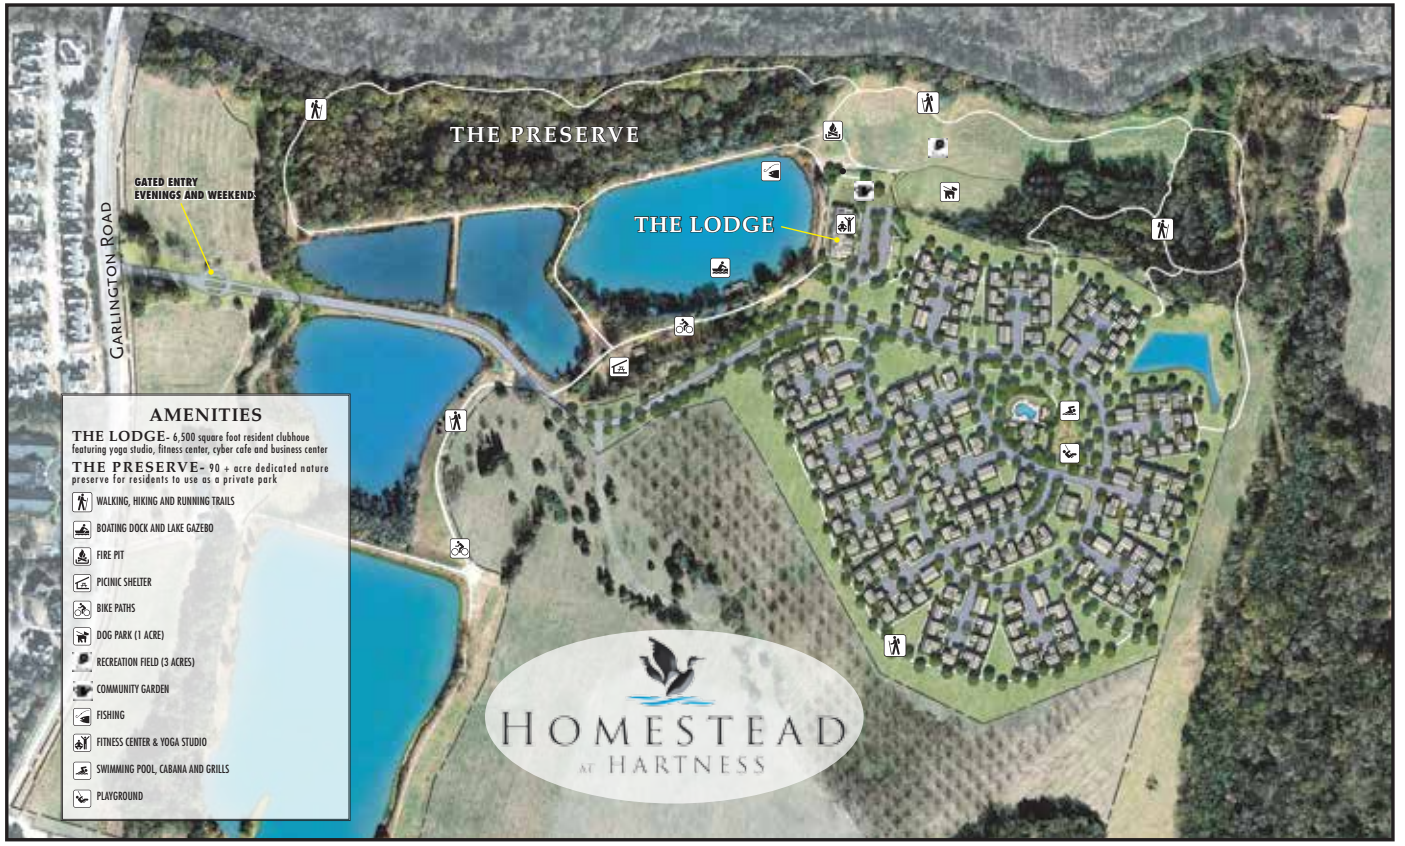 THE PRESERVE
GATED ENTRY
EVENINGS AND WEEKENDS
THE LODGE
GARLINGTON ROAD
AMENITIES
THE LODGE- 6,500 square foot resident clubhoue
featuring yoga studio, fitness center, cyber cafe and business center
THE PRESERVE- 90 + acre dedicated nature
preserve for residents to use as a private park
WALKING, HIKING AND RUNNING TRAILS
BOATING DOCK AND LAKE GAZEBO
FIRE PIT
PICINIC SHELTER
BIKE PATHS
DOG PARK (1 ACRE)
RECREATION FIELD (3 ACRES)
COMMUNITY GARDEN
FISHING
FITNESS CENTER & YOGA STUDIO
SWIMMING POOL, CABANA AND GRILLS
PLAYGROUND
HOMESTEAD
AT HARTNESS